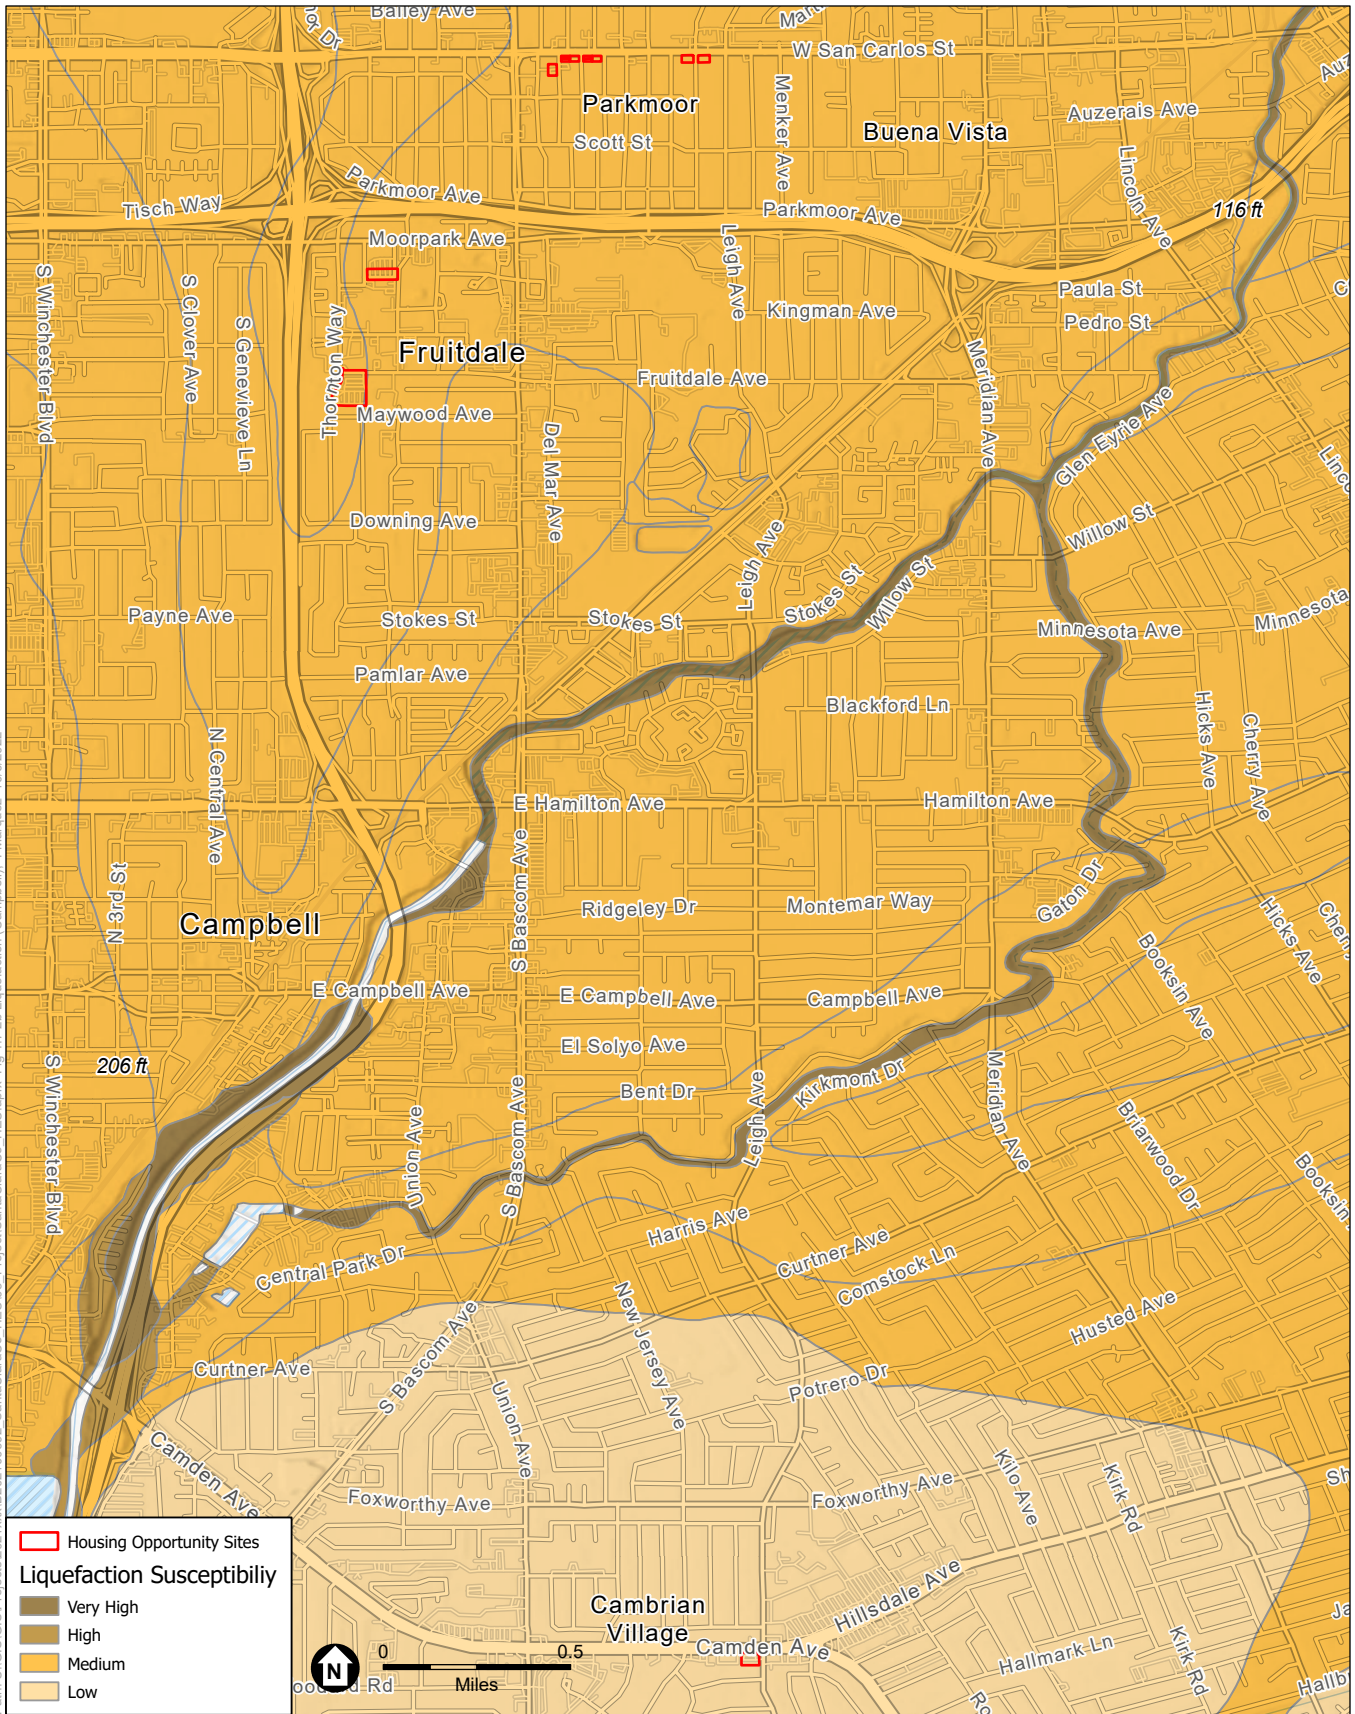 Bailey Ave
W San Carlos St
Parkmoor
Menker Ave
Buena Vista
Auzerais Ave
Scott St
Lincoln Ave
Parkmoor Ave
Tisch Way
Parkmoor Ave
116 ft
Moorpark Ave
Leigh Ave
S Winchester Blvd
S Clover Ave
S Genevieve Ln
Thornton Way
Kingman Ave
Paula St
Pedro St
Fruitdale
Meridian Ave
Fruitdale Ave
Maywood Ave
Del Mar Ave
Glen Eyrie Ave
Downing Ave
Willow St
Leigh Ave
Stokes St
Willow St
Payne Ave
Stokes St
Stokes St
Minnesota Ave
Minnesota
Pamlar Ave
Blackford Ln
Hicks Ave
Cherry Ave
N Central Ave
E Hamilton Ave
Hamilton Ave
N 3rd St
S Bascom Ave
Ridgeley Dr
Montemar Way
Gaton Dr
Campbell
Hicks Ave
Booksin Ave
E Campbell Ave
E Campbell Ave
Campbell Ave
El Solyo Ave
206 ft
S Winchester Blvd
Bent Dr
Kirkmont Dr
Leigh Ave
Meridian Ave
Union Ave
S Bascom Ave
Briarwood Dr
Booksin
Harris Ave
Central Park Dr
Curtner Ave
Comstock Ln
New Jersey Ave
Husted Ave
Curtner Ave
S Bascom Ave
Union Ave
Potrero Dr
Camden Ave
Foxworthy Ave
Foxworthy Ave
Kilo Ave
Kirk Rd
Hillsdale Ave
Cambrian
Village
Camden Ave
Hallmark Ln
Kirk Rd
Housing Opportunity Sites
Liquefaction Susceptibiliy
Very High
High
Medium
Low
N
0 0.5
Miles